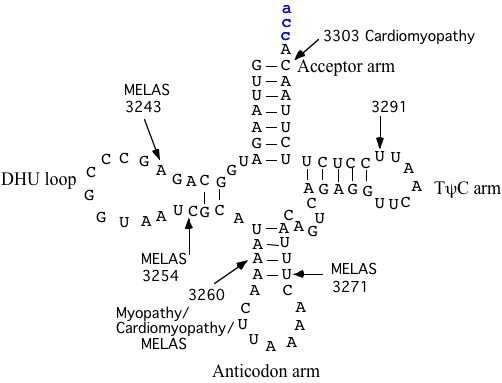 a
c
c
A
3303 Cardiomyopathy
G C
Acceptor arm
U A
U A
A U
A U
G C
A U
MELAS
3243
3291
DHU loop
G G C C C G A G A C G G U
G U A A U C G C A
U C U C C U U A A
C U U G G A G A C
TψC arm
U G A C A
U A
A U
A U
A U
A C
C A
U A
U A A
MELAS
3254
3260
MELAS
3271
Myopathy/
Cardiomyopathy/
MELAS
Anticodon arm